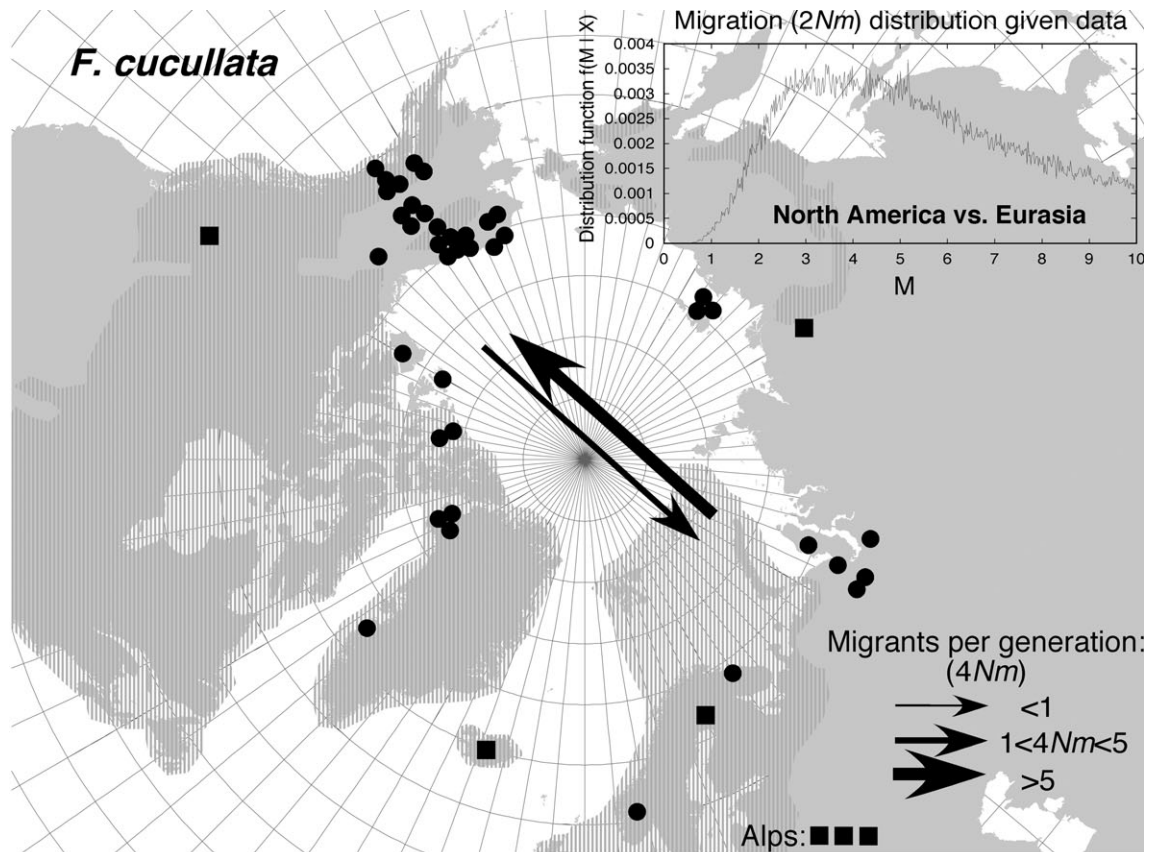 F. cucullata
Migration (2Nm) distribution given data
Distribution function f(M | X)
0.004
0.0035
0.003
0.0025
0.002
0.0015
0.001
0.0005
0
0 1 2 3 4 5 6 7 8 9 10
North America vs. Eurasia
M
Migrants per generation:
(4Nm)
<1
1<4Nm<5
>5
Alps: